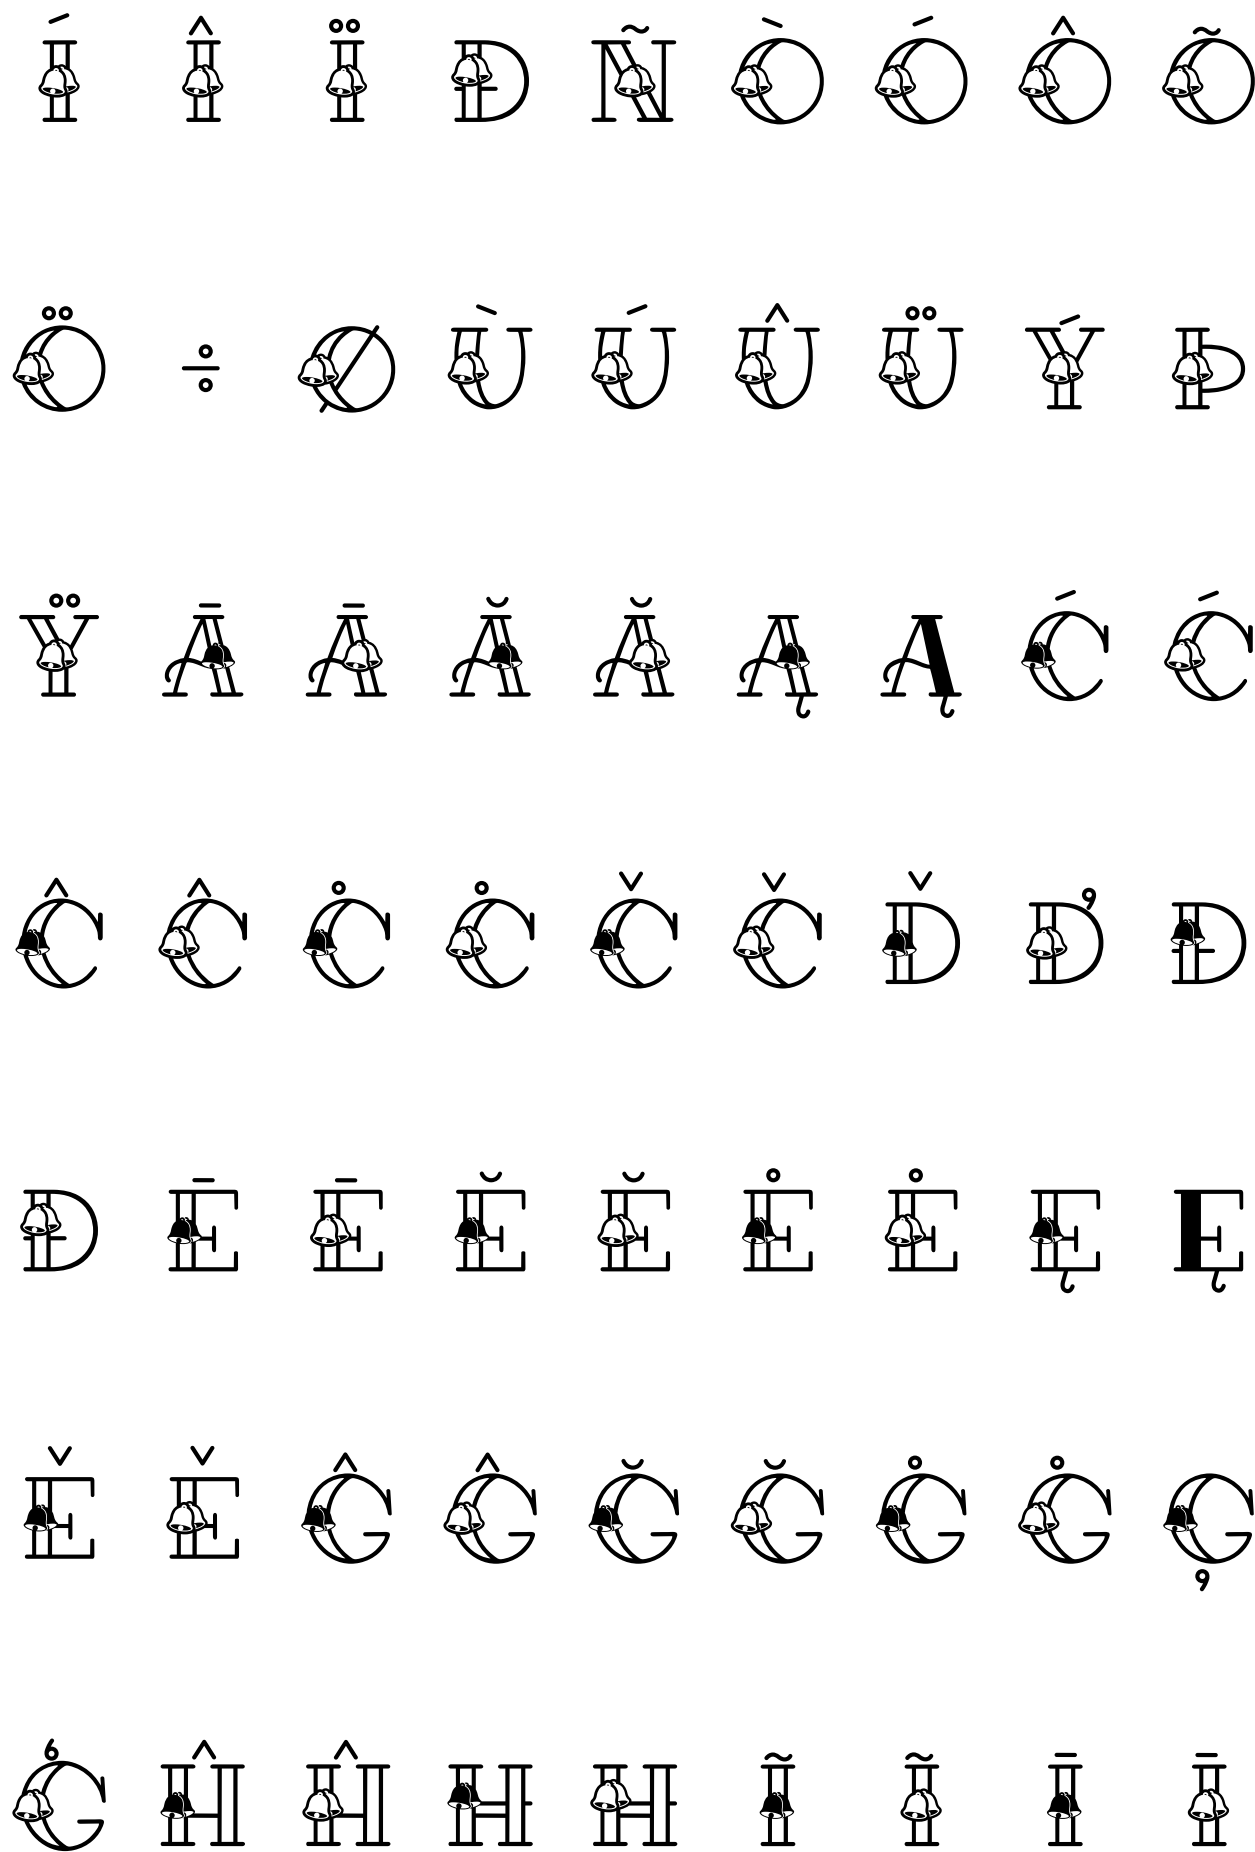 Í Î Ï Ð Ñ Ò Ó Ô Õ
Ö ÷ Ø Ù Ú Û Ü Ý Þ
Ÿ Ā Ā Ă Ă Ą Ą Ć Ć
Ĉ Ĉ Ċ Ċ Č Č Ď Ď Đ
Đ Ē Ē Ĕ Ĕ Ė Ė Ę Ę
Ě Ě Ĝ Ĝ Ğ Ğ Ġ Ġ Ģ
Ģ Ĥ Ĥ Ħ Ħ Ĩ Ĩ Ī Ī